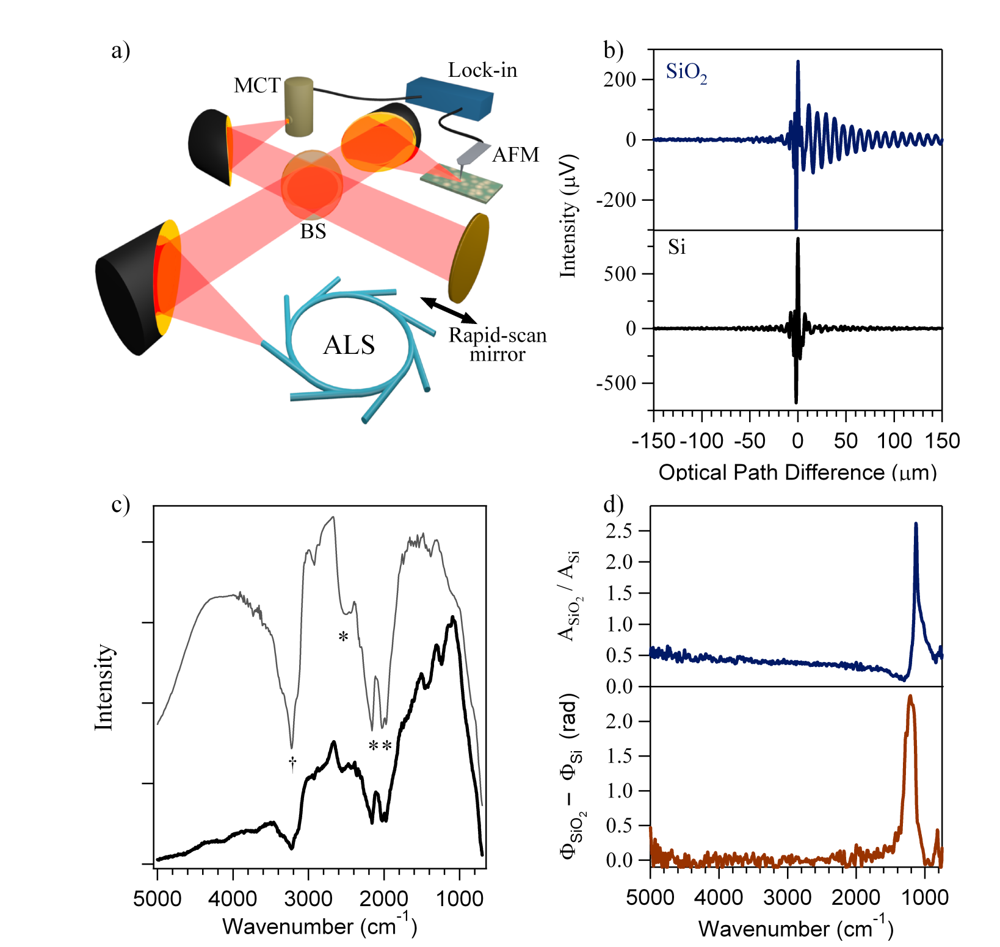 a)
MCT
Lock-in
AFM
BS
ALS
Rapid-scan
mirror
b)
SiO2
200
0
-200
Si
500
0
-500
Intensity (μV)
-150 -100 -50 0 50 100 150
Optical Path Difference (μm)
c)
Intensity
*
**
†
5000 4000 3000 2000 1000
Wavenumber (cm-1)
d)
2.5
2.0
1.5
1.0
0.5
0.0
ASiO2 / ASi
2.0
1.5
1.0
0.5
0.0
ΦSiO2 – ΦSi (rad)
5000 4000 3000 2000 1000
Wavenumber (cm-1)